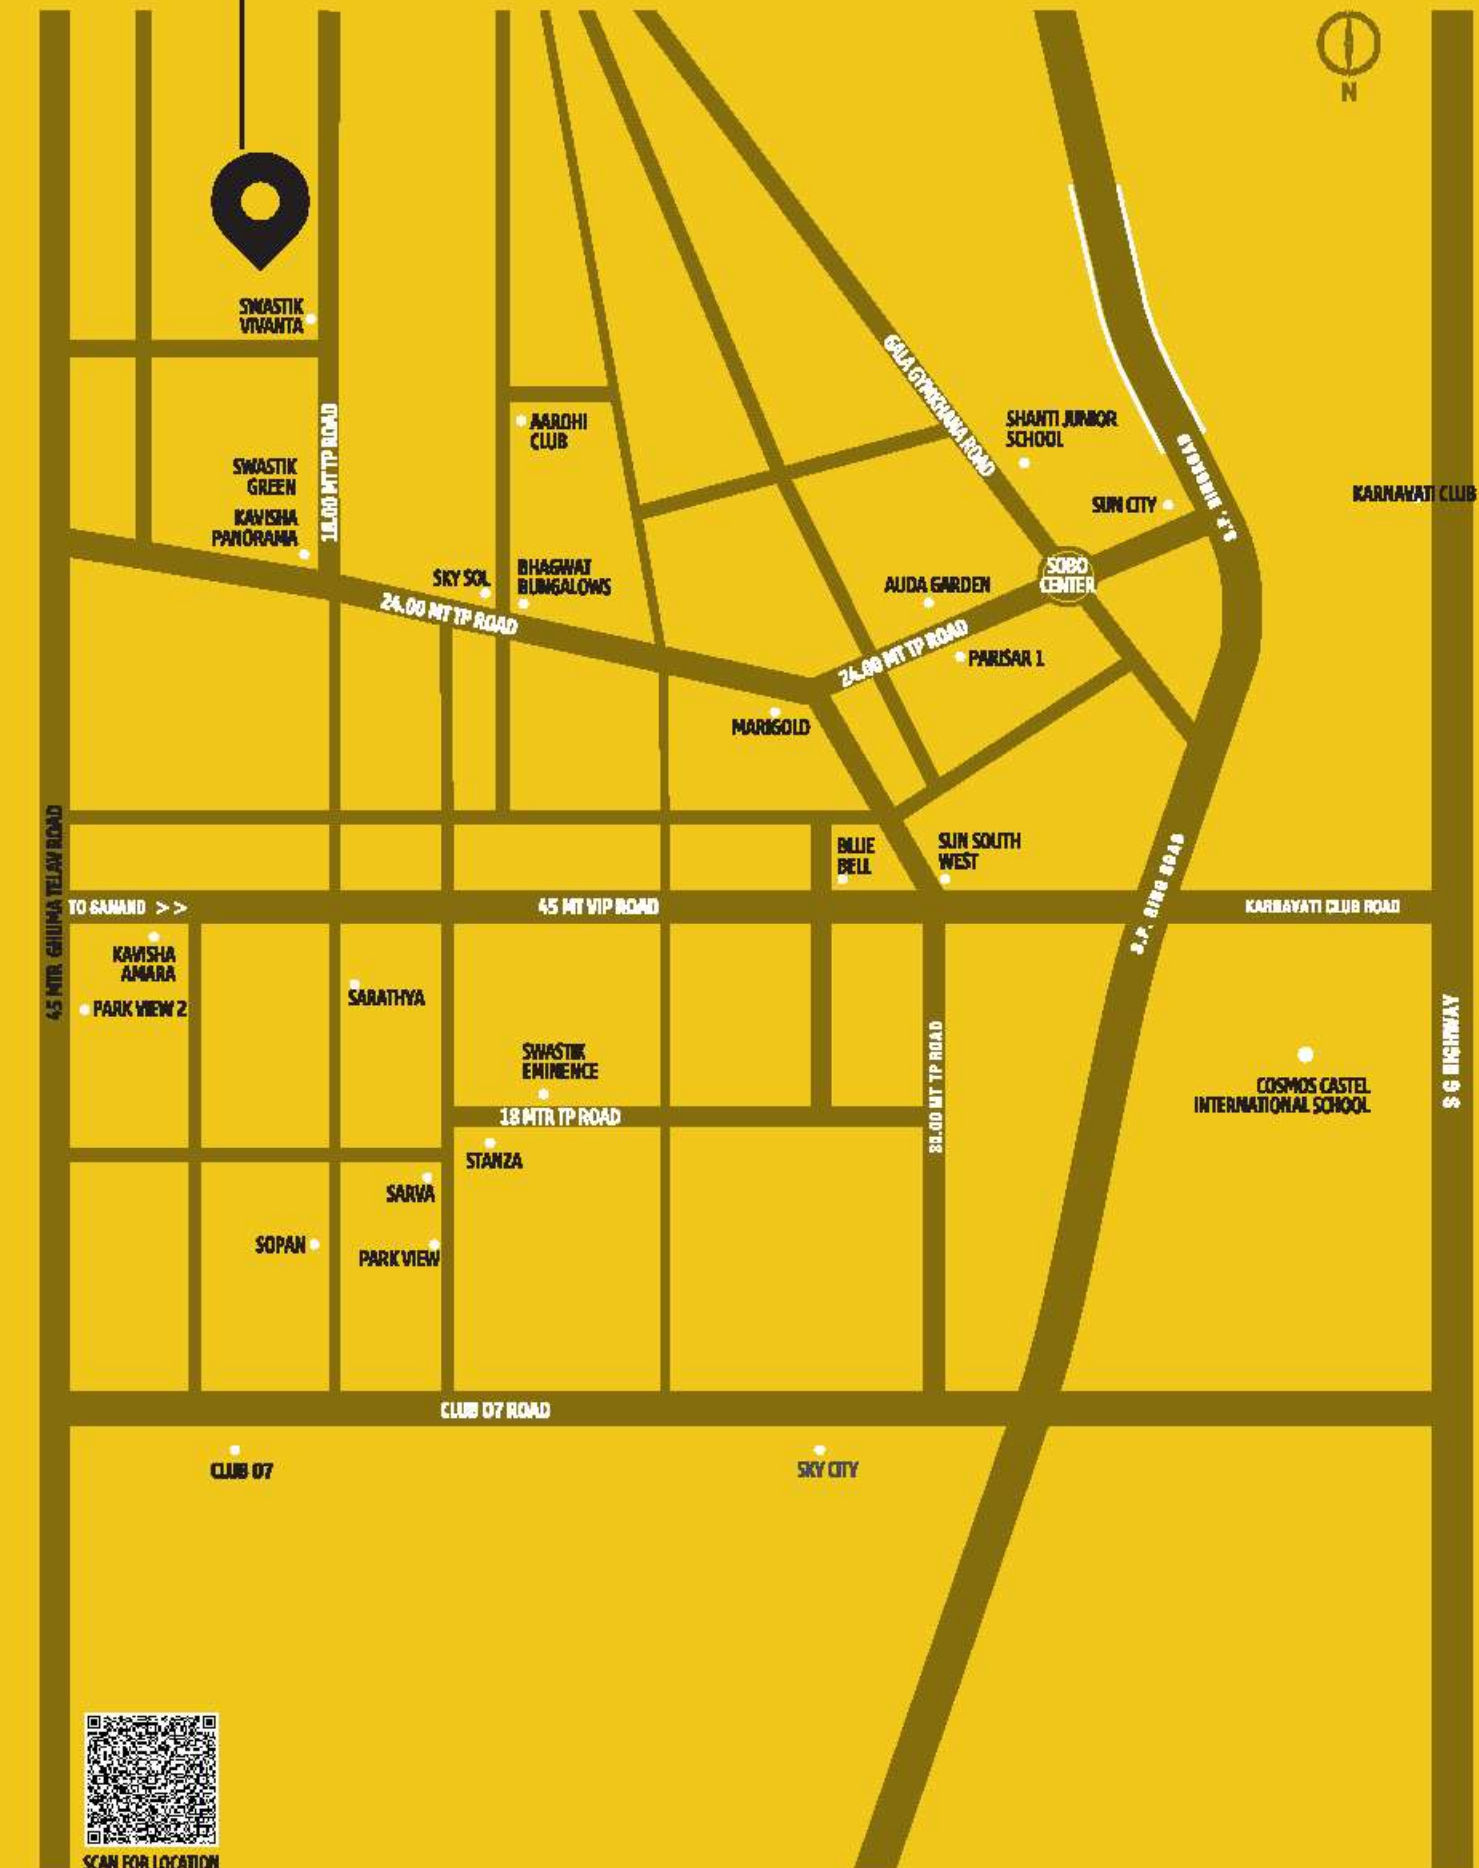 N
SWASTIK
VIVANTA
18.00 MT TP ROAD
AARDHI
CLUB
GALA GYMKHANA ROAD
SHANTI JUNIOR
SCHOOL
SWASTIK
GREEN
KAVISHA
PANORAMA
S.P. RING ROAD
KARNAVATI CLUB
SUN CITY
SKY SOL
BHAGWAT
BUNGALOWS
SOBO
CENTER
AUDA GARDEN
24.00 MT TP ROAD
24.00 MT TP ROAD
PARISAR 1
MARIGOLD
45 MTR GHUMA TELAV ROAD
BLUE
BELL
SUN SOUTH
WEST
S.P. RING ROAD
TO SANAND >>
45 MT VIP ROAD
KARNAVATI CLUB ROAD
KAVISHA
AMARA
PARK VIEW 2
SARATHYA
SWASTIK
EMINENCE
MT TP ROAD
S G HIGHWAY
COSMOS CASTEL
INTERNATIONAL SCHOOL
18 MTR TP ROAD
STANZA
SARVA
SOPAN
PARK VIEW
CLUB 07 ROAD
CLUB 07
SKY CITY
SCAN FOR LOCATION